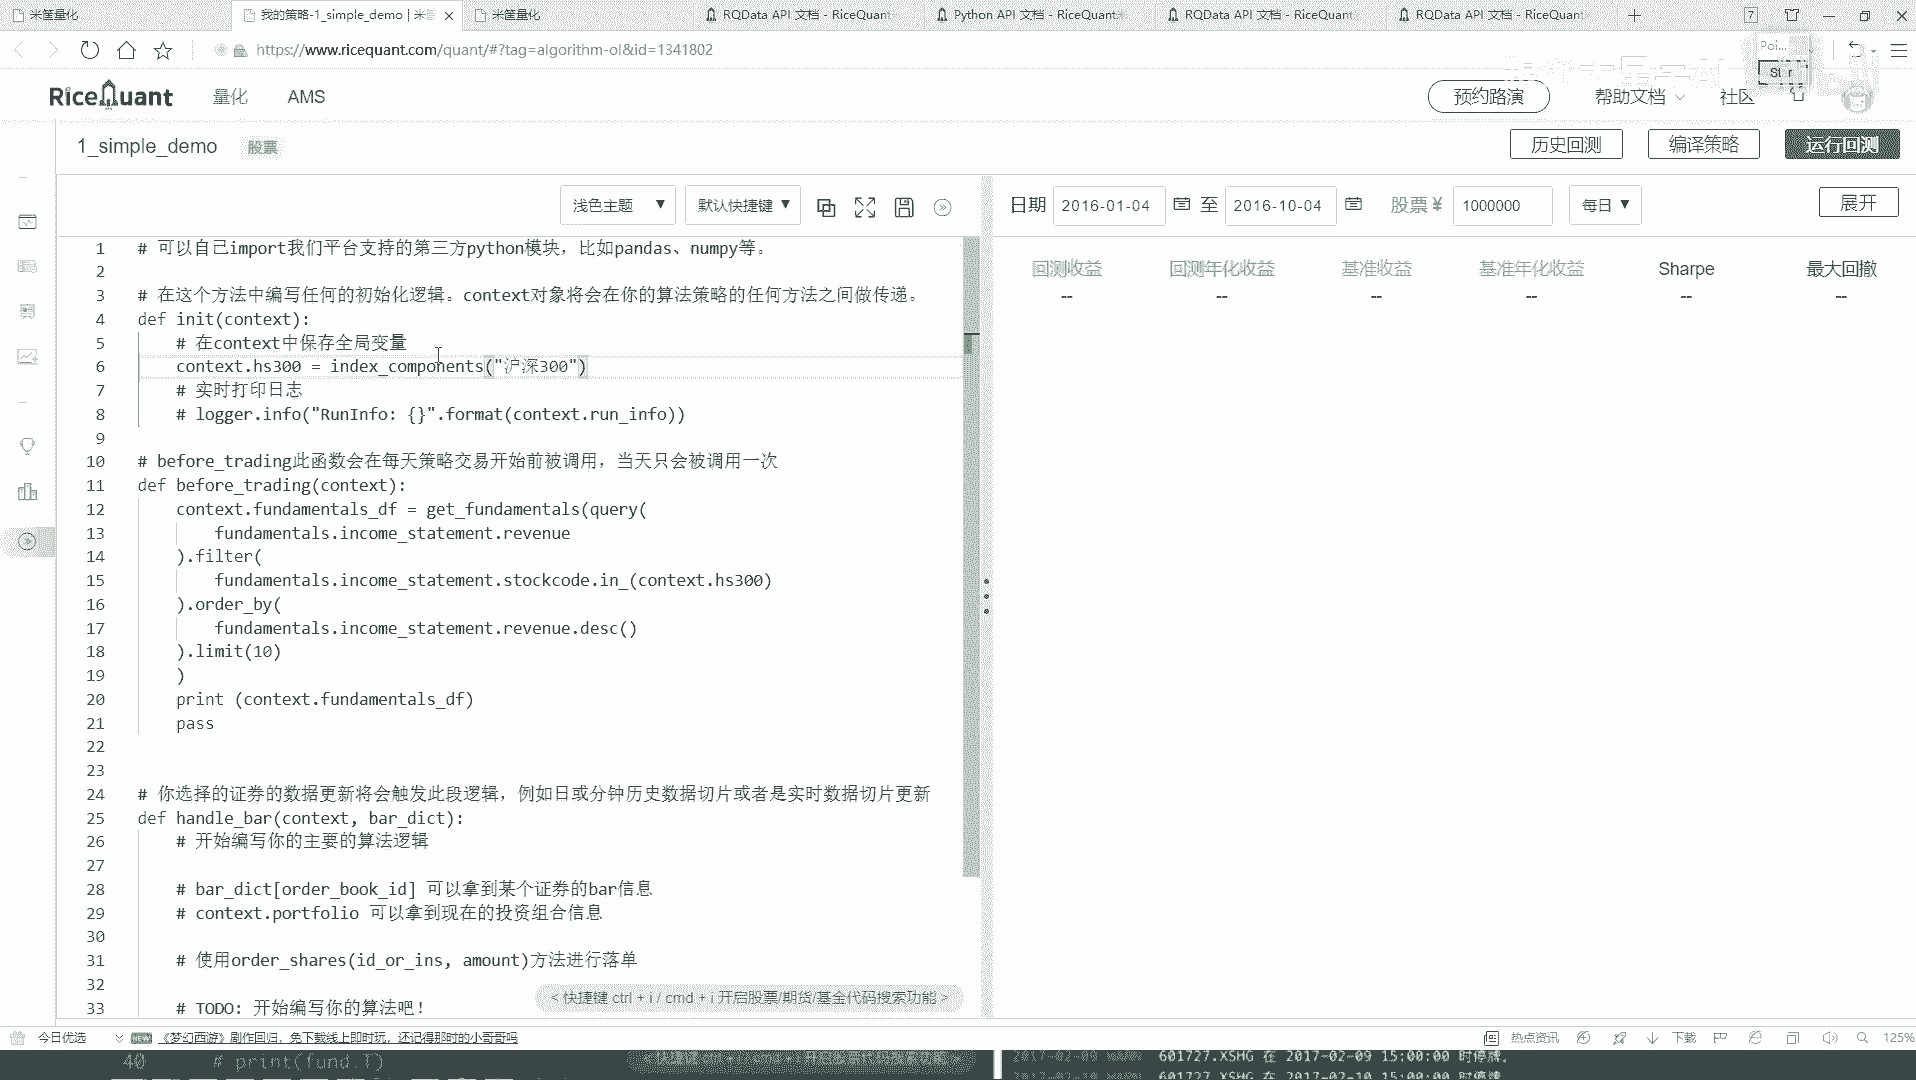 米筐量化
我的策略-1_simple_demo | 米筐
米筐量化
RQData API 文档 - RiceQuant
Python API 文档 - RiceQuant米
RQData API 文档 - RiceQuant
RQData API 文档 - RiceQuant
7
https://www.ricequant.com/quant/#?tag=algorithm-ol&id=1341802
Poi...
RiceQuant
量化
AMS
预约路演
帮助文档
社区
1_simple_demo
股票
历史回测
编译策略
运行回测
浅色主题 ▼
默认快捷键 ▼
日期
2016-01-04
至
2016-10-04
股票 ¥
1000000
每日 ▼
展开
回测收益
回测年化收益
基准收益
基准年化收益
Sharpe
最大回撤
--
--
--
--
--
--
1 # 可以自己import我们平台支持的第三方python模块，比如pandas、numpy等。
2
3 # 在这个方法中编写任何的初始化逻辑。context对象将会在你的算法策略的任何方法之间做传递。
4 def init(context):
5 # 在context中保存全局变量
6 context.hs300 = index_components("沪深300")
7 # 实时打印日志
8 # logger.info("RunInfo: {}".format(context.run_info))
9
10 # before_trading此函数会在每天策略交易开始前被调用，当天只会被调用一次
11 def before_trading(context):
12 context.fundamentals_df = get_fundamentals(query(
13 fundamentals.income_statement.revenue
14 ).filter(
15 fundamentals.income_statement.stockcode.in_(context.hs300)
16 ).order_by(
17 fundamentals.income_statement.revenue.desc()
18 ).limit(10)
19 )
20 print (context.fundamentals_df)
21 pass
22
23
24 # 你选择的证券的数据更新将会触发此段逻辑，例如日或分钟历史数据切片或者是实时数据切片更新
25 def handle_bar(context, bar_dict):
26 # 开始编写你的主要的算法逻辑
27
28 # bar_dict[order_book_id] 可以拿到某个证券的bar信息
29 # context.portfolio 可以拿到现在的投资组合信息
30
31 # 使用order_shares(id_or_ins, amount)方法进行落单
32
33 # TODO: 开始编写你的算法吧！
< 快捷键 ctrl + i / cmd + i 开启股票/期货/基金代码搜索功能 >
今日优选
NEW
《梦幻西游》剧作回归，免下载线上即时玩，还记得那时的小哥哥吗
热点资讯
下载
125%
40 # print(fund.T)
2017-02-09 WARN 601727.XSHG 在 2017-02-09 15:00:00 时停牌。
2017-02-10 WARN 601727.XSHG 在 2017-02-10 15:00:00 时停牌。